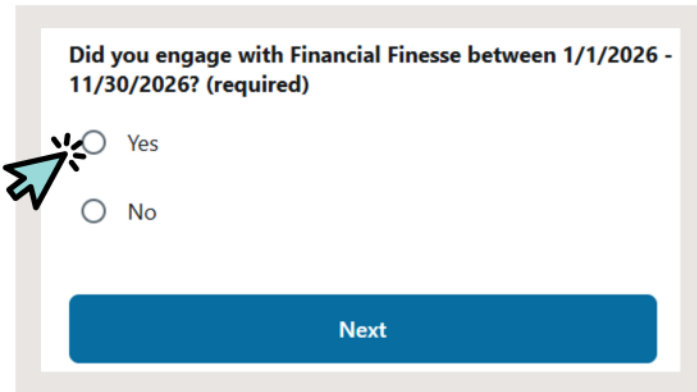 Did you engage with Financial Finesse between 1/1/2026 -
11/30/2026? (required)
Yes
No
Next